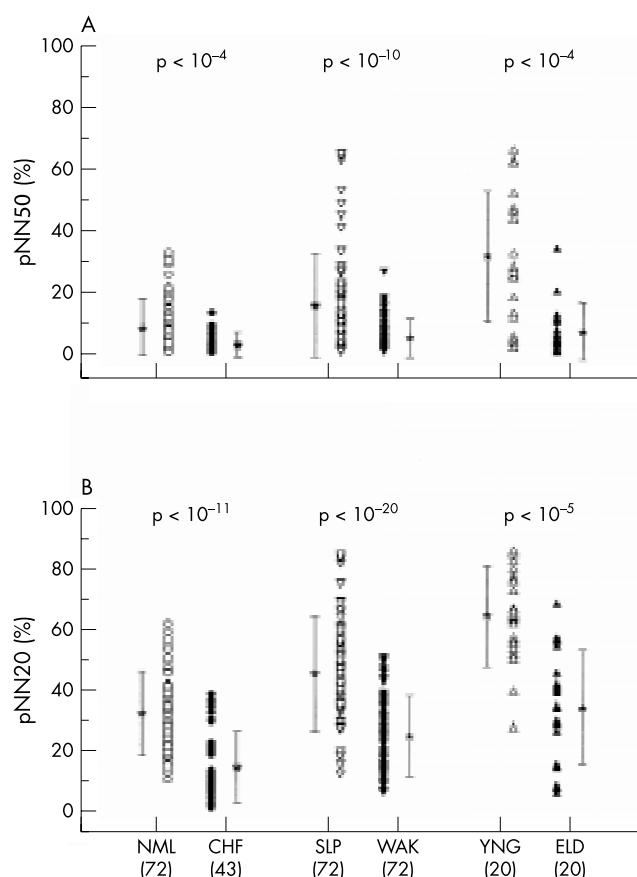 A
p < 10⁻⁴ p < 10⁻¹⁰ p < 10⁻⁴
100
80
60
40
20
0
pNN50 (%)
B
p < 10⁻¹¹ p < 10⁻²⁰ p < 10⁻⁵
100
80
60
40
20
0
pNN20 (%)
NML CHF SLP WAK YNG ELD
(72) (43) (72) (72) (20) (20)